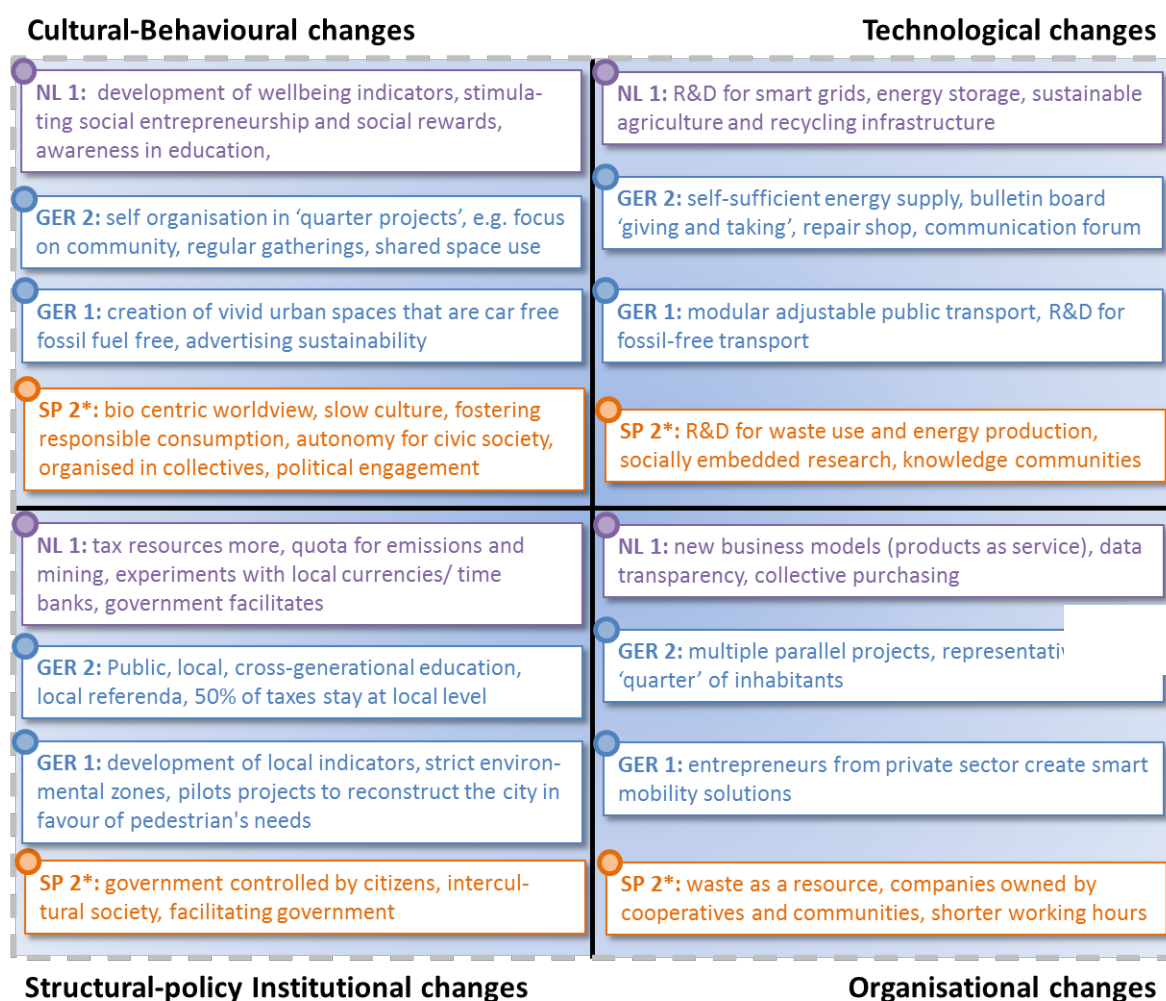 Cultural-Behavioural changes
Technological changes
NL 1: development of wellbeing indicators, stimula-
ting social entrepreneurship and social rewards,
awareness in education,
GER 2: self organisation in ‘quarter projects’, e.g. focus
on community, regular gatherings, shared space use
GER 1: creation of vivid urban spaces that are car free
fossil fuel free, advertising sustainability
SP 2*: bio centric worldview, slow culture, fostering
responsible consumption, autonomy for civic society,
organised in collectives, political engagement
NL 1: R&D for smart grids, energy storage, sustainable
agriculture and recycling infrastructure
GER 2: self-sufficient energy supply, bulletin board
‘giving and taking’, repair shop, communication forum
GER 1: modular adjustable public transport, R&D for
fossil-free transport
SP 2*: R&D for waste use and energy production,
socially embedded research, knowledge communities
NL 1: tax resources more, quota for emissions and
mining, experiments with local currencies/ time
banks, government facilitates
GER 2: Public, local, cross-generational education,
local referenda, 50% of taxes stay at local level
GER 1: development of local indicators, strict environ-
mental zones, pilots projects to reconstruct the city in
favour of pedestrian's needs
SP 2*: government controlled by citizens, intercul-
tural society, facilitating government
NL 1: new business models (products as service), data
transparency, collective purchasing
GER 2: multiple parallel projects,
‘quarter’ of inhabitants
GER 1: entrepreneurs from private sector create smart
mobility solutions
SP 2*: waste as a resource, companies owned by
cooperatives and communities, shorter working hours
Structural-policy Institutional changes
Organisational changes